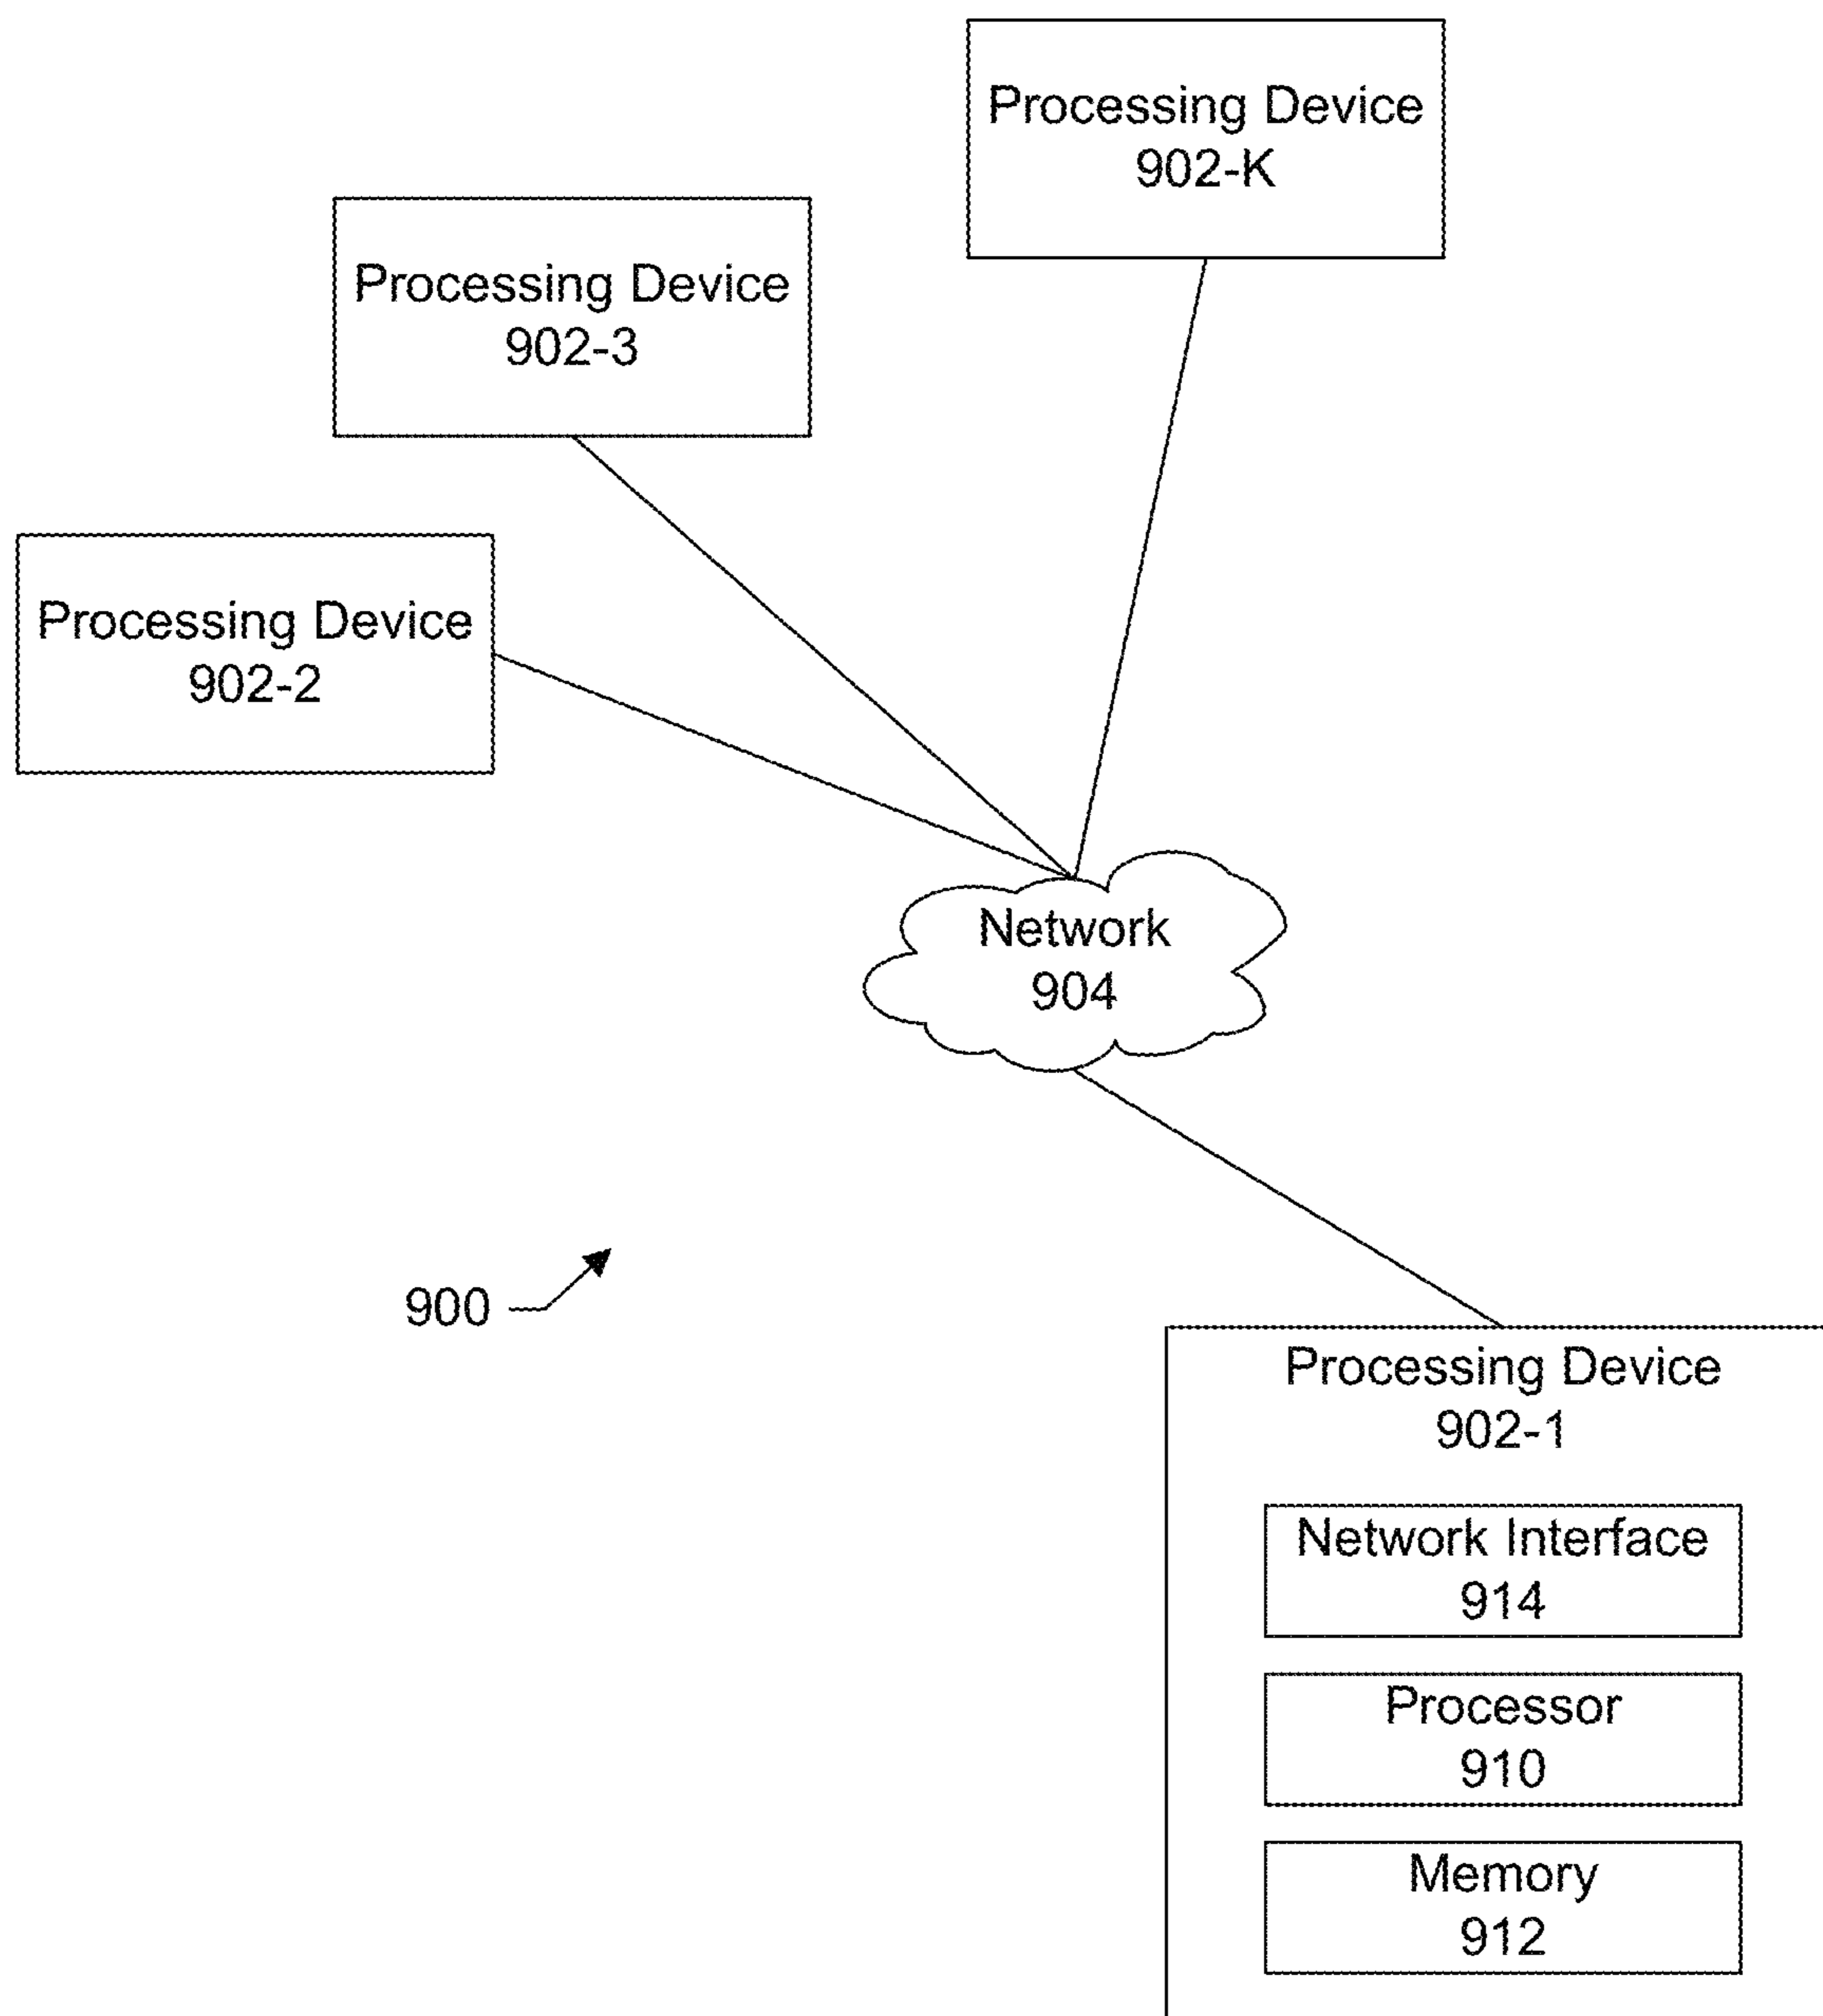 Processing Device
902-K
Processing Device
902-3
Processing Device
902-2
Network
904
900
Processing Device
902-1
Network Interface
914
Processor
910
Memory
912